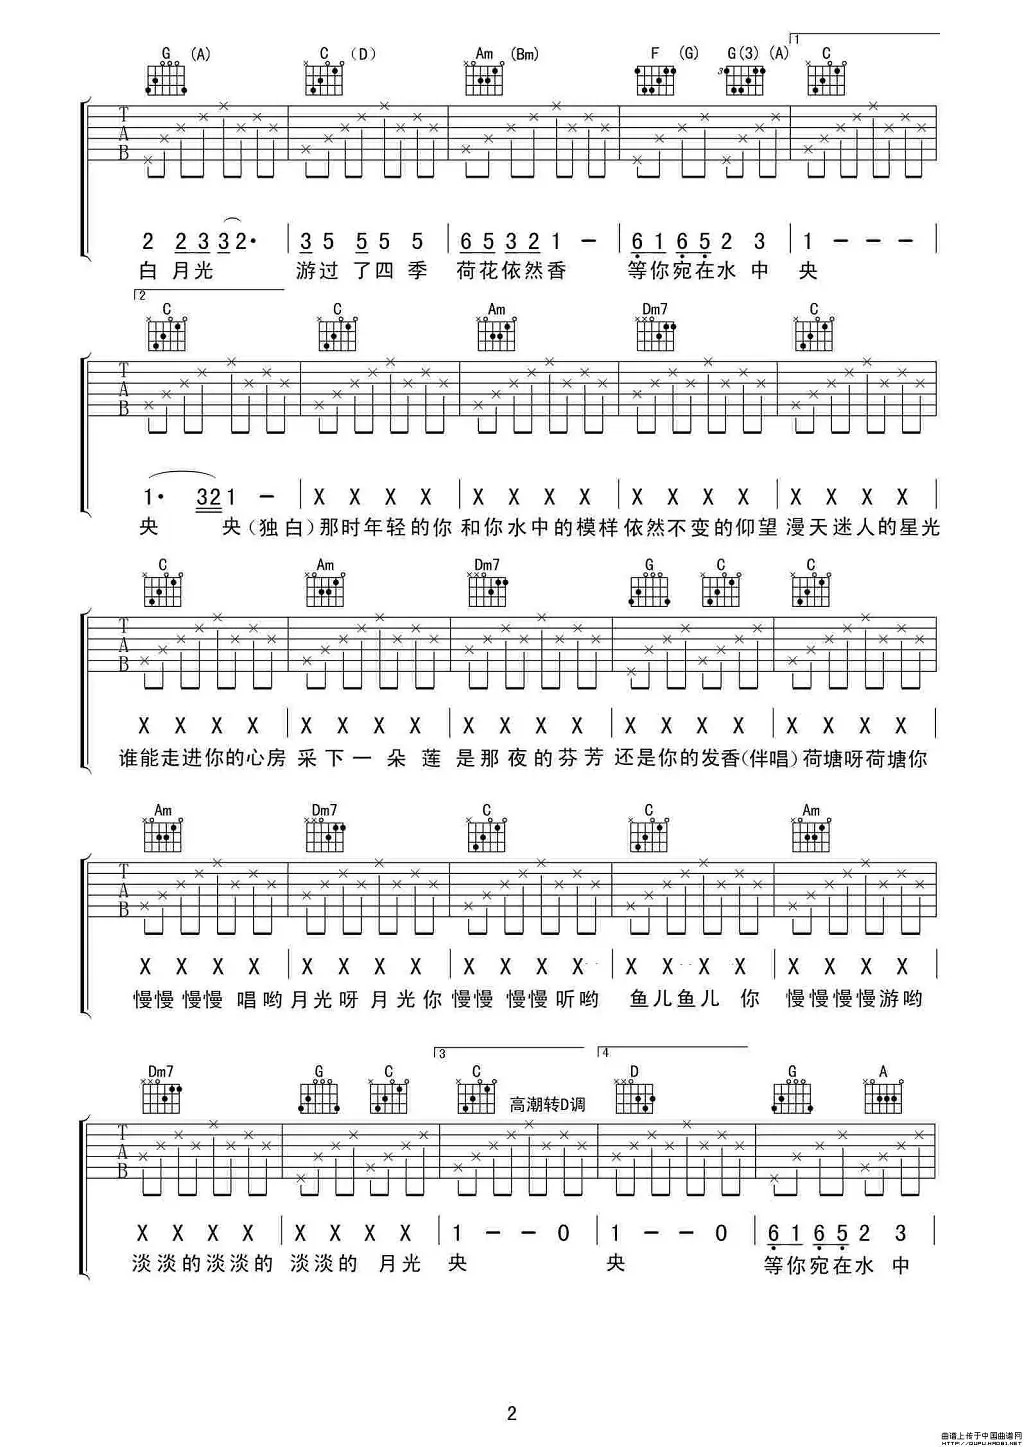 1
G (A) C (D) Am (Bm) F (G) G(3) (A) C
T A B
2 2 3 3 2· | 3 5 5 5 5 | 6 5 3 2 1 — | 6 1 6 5 2 3 | 1 — — —
白 月 光 游 过 了 四 季 荷 花 依 然 香 等 你 宛 在 水 中 央
2
C C Am Dm7 C
T A B
1· 3 2 1 — | X X X X | X X X X | X X X X | X X X X
央 央 (独白) 那时年轻的你 和你水中的模样 依然不变的仰望 漫天迷人的星光
C Am Dm7 G C C
T A B
X X X X | X X X X | X X X X | X X X X | X X X X
谁能走进你的心房 采下一朵莲 是那夜的芬芳 还是你的发香 (伴唱) 荷塘呀荷塘你
Am Dm7 C C Am
T A B
X X X X | X X X X | X X X X | X X X X | X X X X
慢慢 慢慢 唱哟 月光呀 月光你 慢慢 慢慢听哟 鱼儿鱼儿 你 慢慢慢慢游哟
3 4
Dm7 G C C 高潮转D调 D G A
T A B
X X X X | X X X X | 1 — — 0 | 1 — — 0 | 6 1 6 5 2 3
淡淡的淡淡的 淡淡的 月光 央 央 等你宛在水中
2
曲谱上传于中国曲谱网
HTTP://QUPU.YAO81.NET